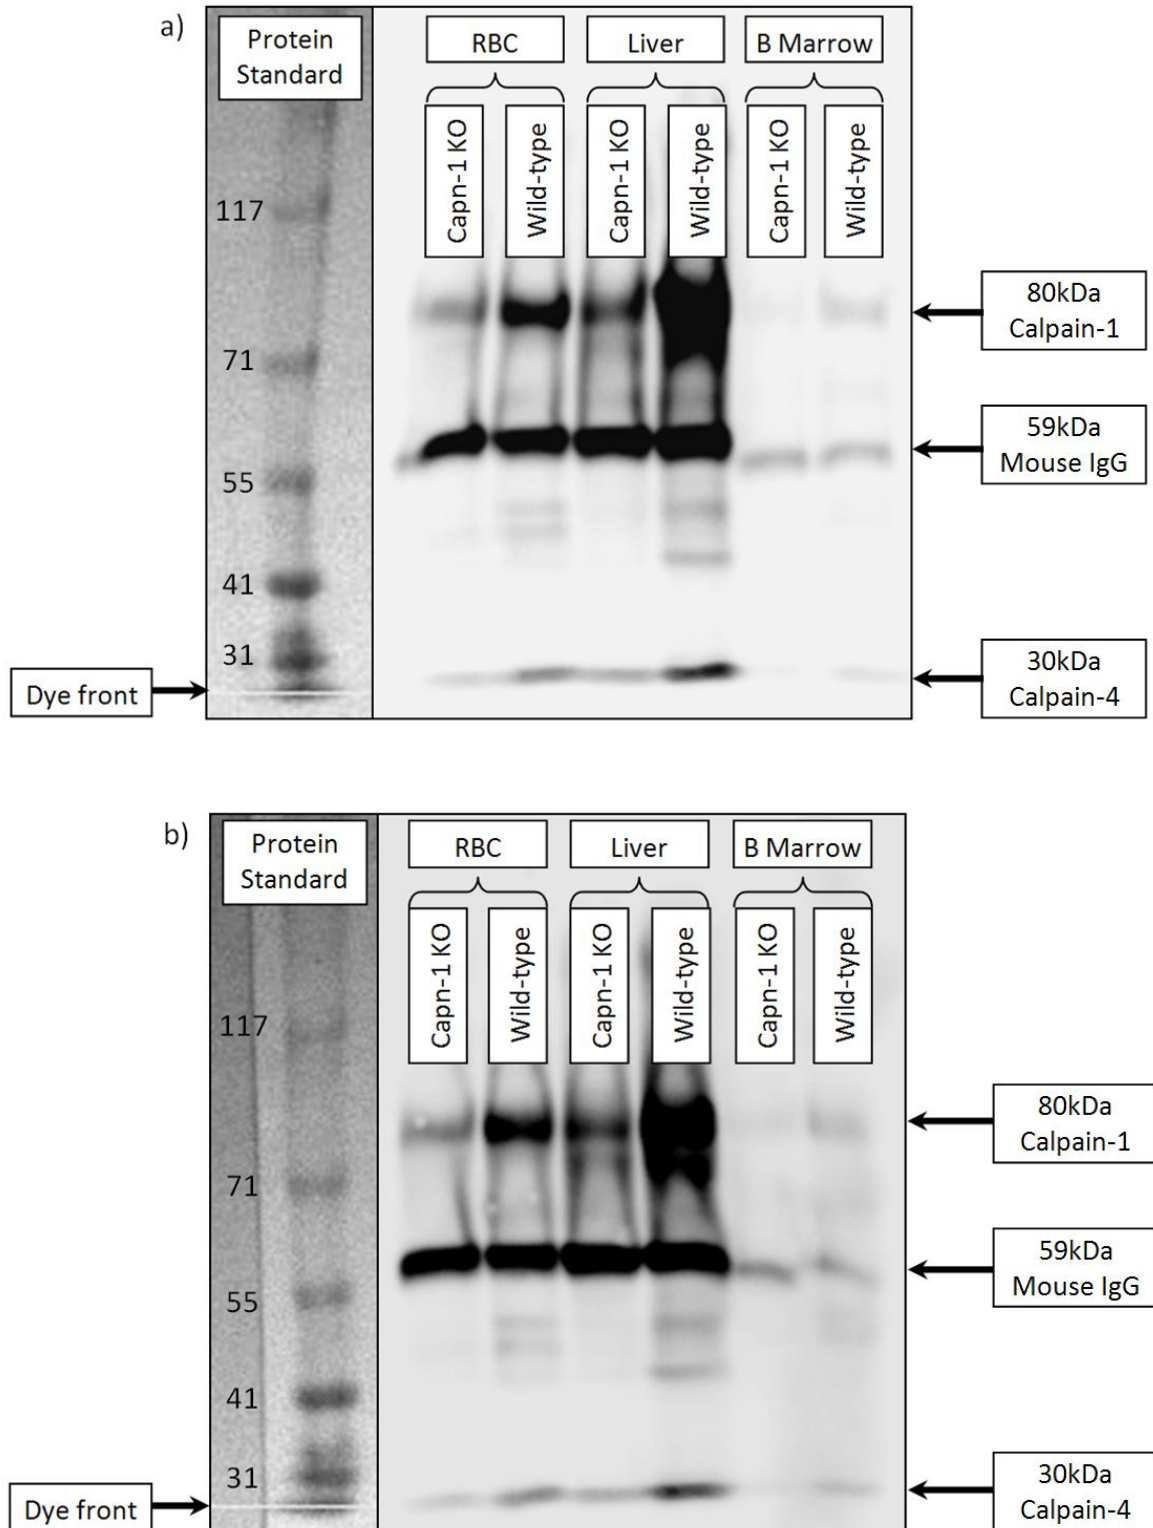 a)
Protein
Standard
RBC
Liver
B Marrow
Capn-1 KO
Wild-type
Capn-1 KO
Wild-type
Capn-1 KO
Wild-type
117
71
55
41
31
Dye front
80kDa
Calpain-1
59kDa
Mouse IgG
30kDa
Calpain-4
b)
Protein
Standard
RBC
Liver
B Marrow
Capn-1 KO
Wild-type
Capn-1 KO
Wild-type
Capn-1 KO
Wild-type
117
71
55
41
31
Dye front
80kDa
Calpain-1
59kDa
Mouse IgG
30kDa
Calpain-4